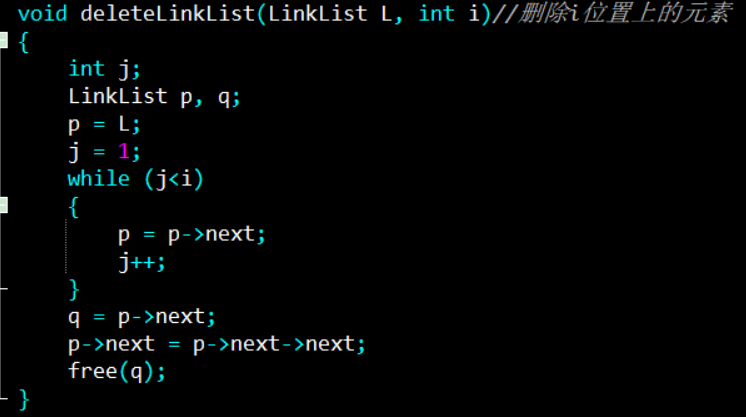 void deleteLinkList(LinkList L, int i)//删除i位置上的元素
{
int j;
LinkList p, q;
p = L;
j = 1;
while (j<i)
{
p = p->next;
j++;
}
q = p->next;
p->next = p->next->next;
free(q);
}